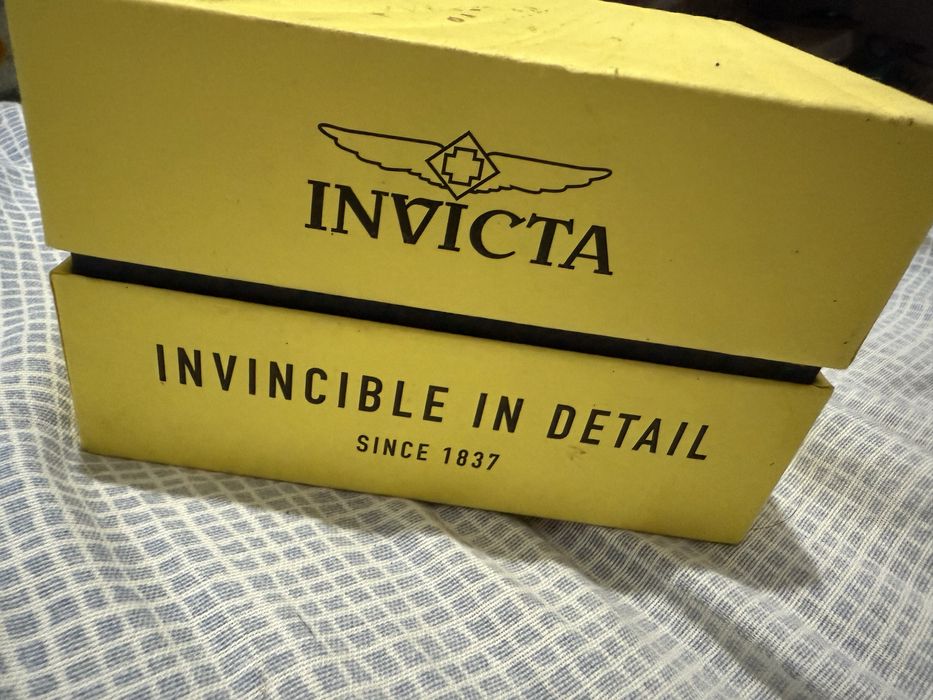 INVICTA
INVINCIBLE IN DETAIL
SINCE 1837